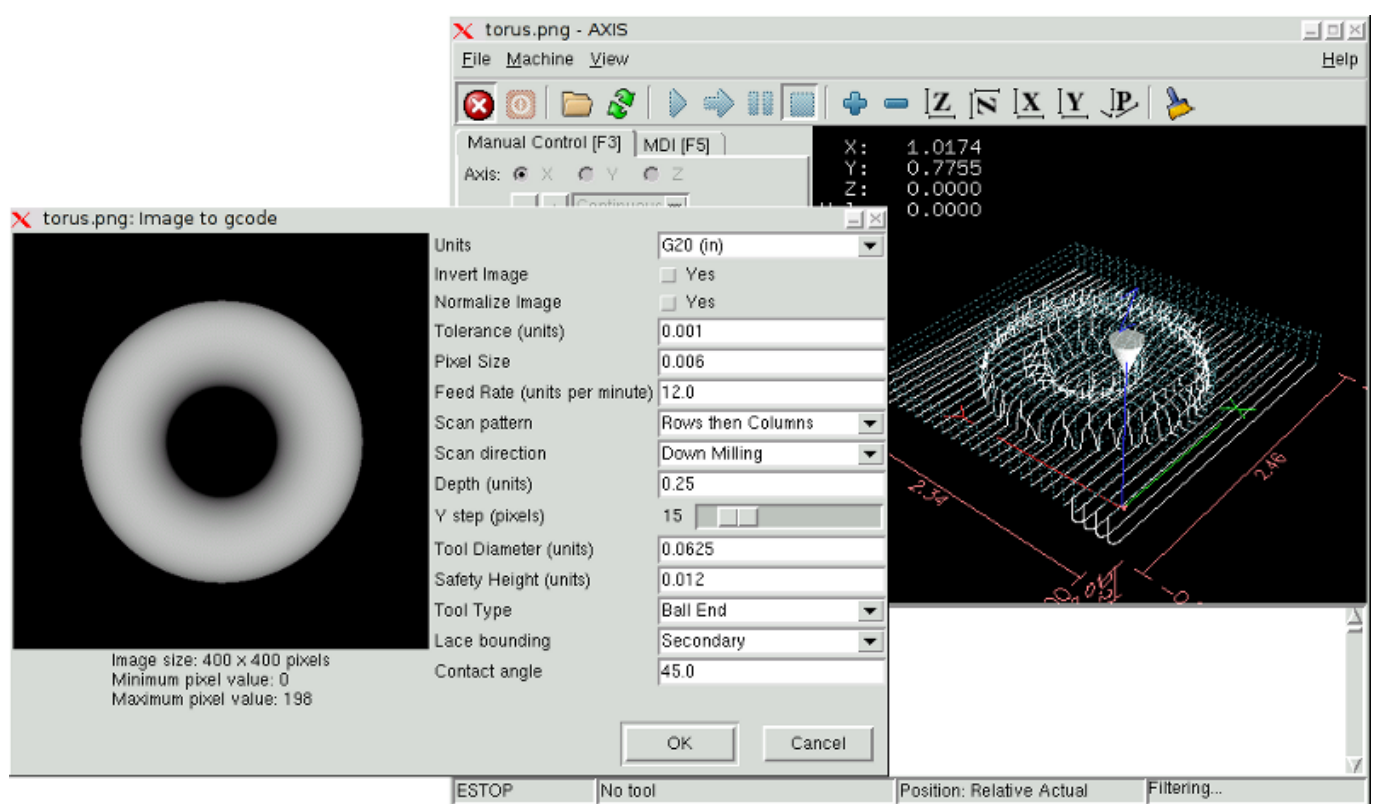 torus.png - AXIS
File Machine View Help
Z N X Y P
Manual Control [F3] MDI [F5]
Axis: X Y Z
Continuous
X: 1.0174
Y: 0.7755
Z: 0.0000
0.0000
2.34
2.46
torus.png: Image to gcode
Image size: 400 x 400 pixels
Minimum pixel value: 0
Maximum pixel value: 198
Units G20 (in)
Invert Image Yes
Normalize Image Yes
Tolerance (units) 0.001
Pixel Size 0.006
Feed Rate (units per minute) 12.0
Scan pattern Rows then Columns
Scan direction Down Milling
Depth (units) 0.25
Y step (pixels) 15
Tool Diameter (units) 0.0625
Safety Height (units) 0.012
Tool Type Ball End
Lace bounding Secondary
Contact angle 45.0
OK Cancel
ESTOP No tool Position: Relative Actual Filtering...